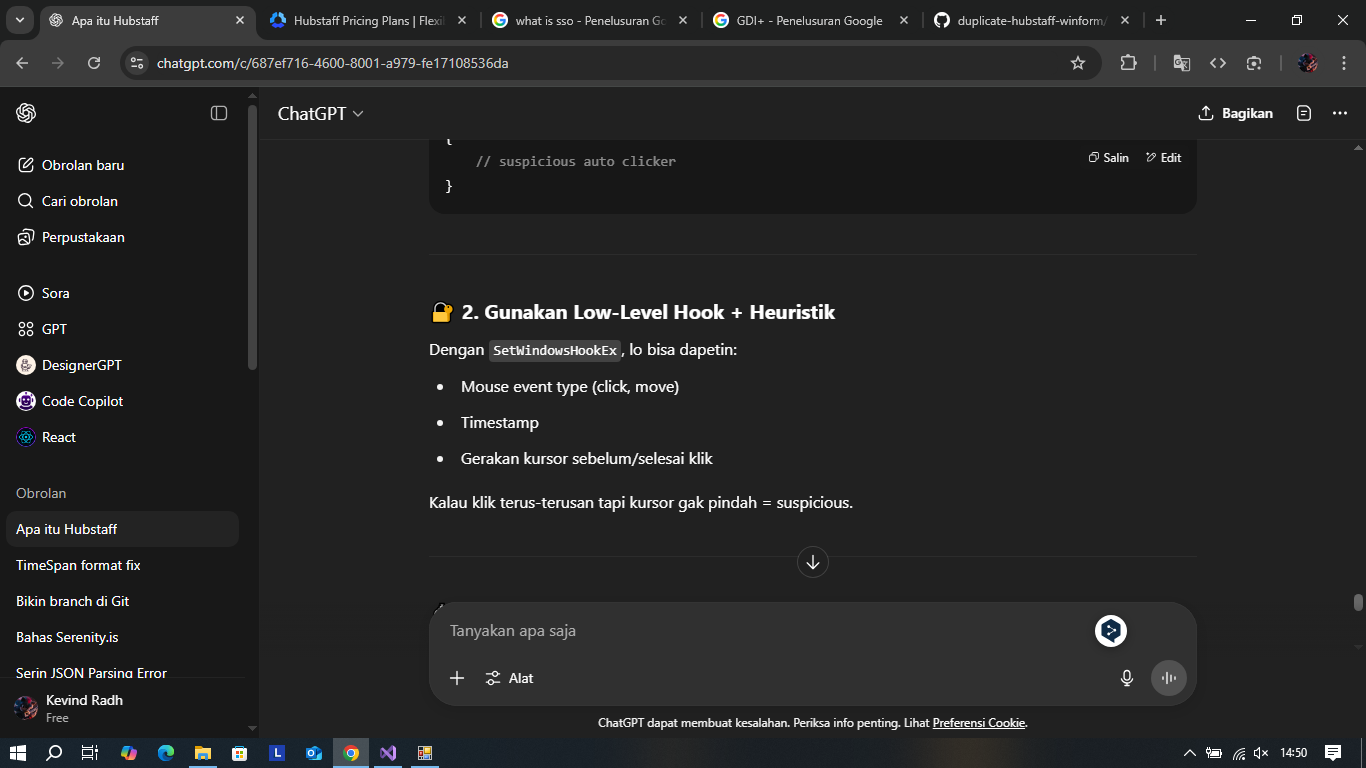 Apa itu Hubstaff
Hubstaff Pricing Plans | Flexil
what is sso - Penelusuran Go
GDI+ - Penelusuran Google
duplicate-hubstaff-winform/
chatgpt.com/c/687ef716-4600-8001-a979-fe17108536da
ChatGPT
Bagikan
Obrolan baru
Cari obrolan
Perpustakaan
Sora
GPT
DesignerGPT
Code Copilot
React
Obrolan
Apa itu Hubstaff
TimeSpan format fix
Bikin branch di Git
Bahas Serenity.is
Serin JSON Parsing Error
Kevind Radh
Free
{
// suspicious auto clicker
Salin
Edit
}
2. Gunakan Low-Level Hook + Heuristik
Dengan SetWindowsHookEx, lo bisa dapetin:
• Mouse event type (click, move)
• Timestamp
• Gerakan kursor sebelum/selesai klik
Kalau klik terus-terusan tapi kursor gak pindah = suspicious.
Tanyakan apa saja
Alat
ChatGPT dapat membuat kesalahan. Periksa info penting. Lihat Preferensi Cookie.
L
14:50